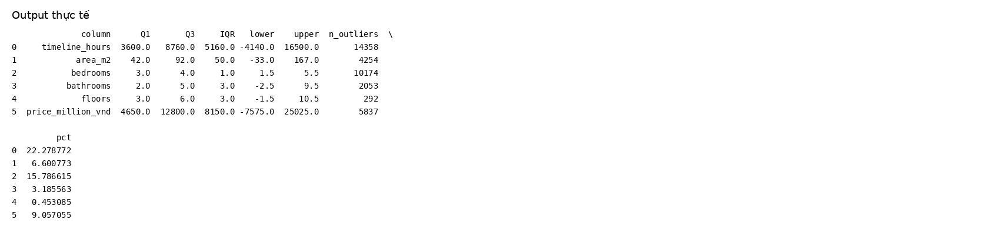 Output thực tế
column Q1 Q3 IQR lower upper n_outliers \
0 timeline_hours 3600.0 8760.0 5160.0 -4140.0 16500.0 14358
1 area_m2 42.0 92.0 50.0 -33.0 167.0 4254
2 bedrooms 3.0 4.0 1.0 1.5 5.5 10174
3 bathrooms 2.0 5.0 3.0 -2.5 9.5 2053
4 floors 3.0 6.0 3.0 -1.5 10.5 292
5 price_million_vnd 4650.0 12800.0 8150.0 -7575.0 25025.0 5837
pct
0 22.278772
1 6.600773
2 15.786615
3 3.185563
4 0.453085
5 9.057055